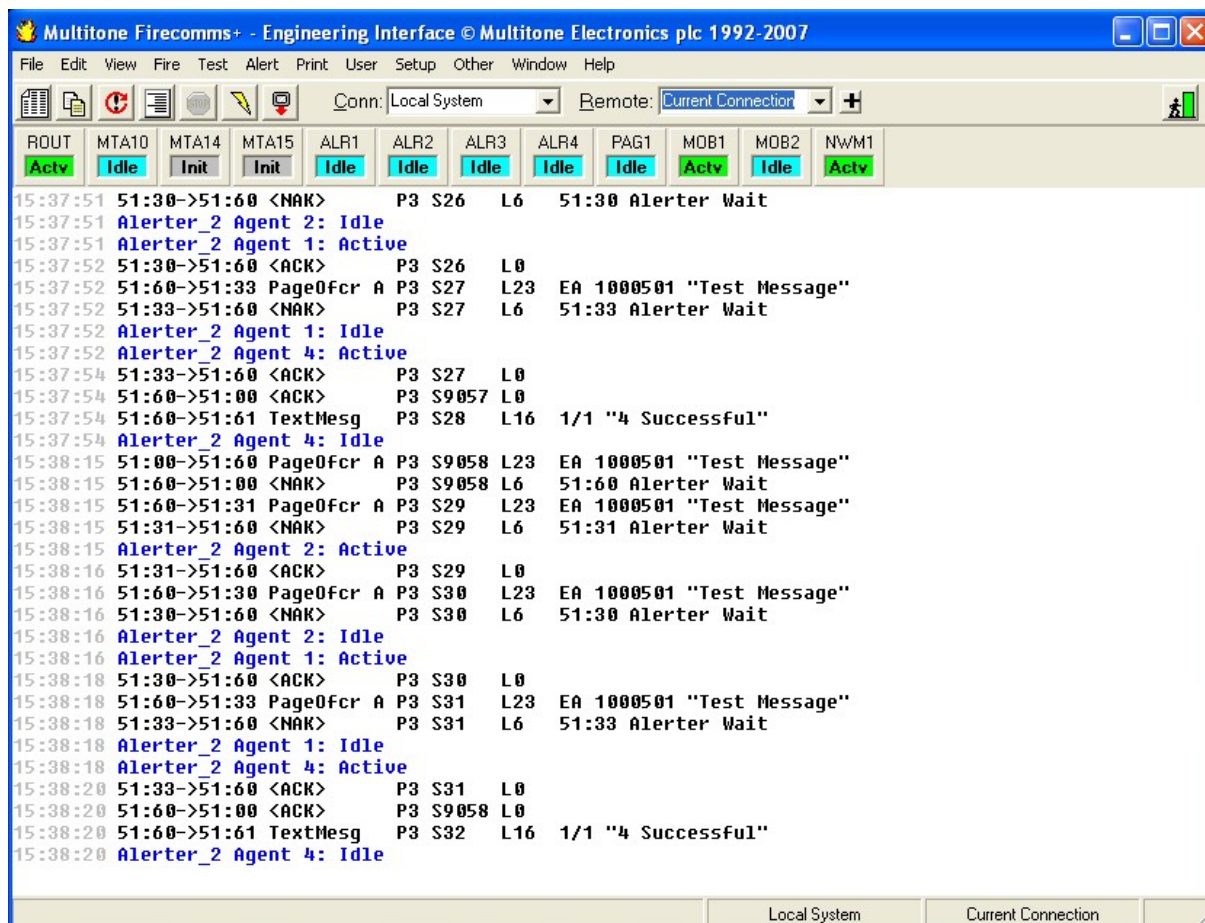 Multitone Firecomms+ - Engineering Interface © Multitone Electronics plc 1992-2007
File Edit View Fire Test Alert Print User Setup Other Window Help
Conn: Local System Remote: Current Connection
ROUT MTA10 MTA14 MTA15 ALR1 ALR2 ALR3 ALR4 PAG1 MOB1 MOB2 NWM1
Actv Idle Init Init Idle Idle Idle Idle Idle Actv Idle Actv
15:37:51 51:30->51:60 <NAK> P3 S26 L6 51:30 Alerter Wait
15:37:51 Alerter_2 Agent 2: Idle
15:37:51 Alerter_2 Agent 1: Active
15:37:52 51:30->51:60 <ACK> P3 S26 L0
15:37:52 51:60->51:33 PageOfcr A P3 S27 L23 EA 1000501 "Test Message"
15:37:52 51:33->51:60 <NAK> P3 S27 L6 51:33 Alerter Wait
15:37:52 Alerter_2 Agent 1: Idle
15:37:52 Alerter_2 Agent 4: Active
15:37:54 51:33->51:60 <ACK> P3 S27 L0
15:37:54 51:60->51:00 <ACK> P3 S9057 L0
15:37:54 51:60->51:61 TextMesg P3 S28 L16 1/1 "4 Successful"
15:37:54 Alerter_2 Agent 4: Idle
15:38:15 51:00->51:60 PageOfcr A P3 S9058 L23 EA 1000501 "Test Message"
15:38:15 51:60->51:00 <NAK> P3 S9058 L6 51:60 Alerter Wait
15:38:15 51:60->51:31 PageOfcr A P3 S29 L23 EA 1000501 "Test Message"
15:38:15 51:31->51:60 <NAK> P3 S29 L6 51:31 Alerter Wait
15:38:15 Alerter_2 Agent 2: Active
15:38:16 51:31->51:60 <ACK> P3 S29 L0
15:38:16 51:60->51:30 PageOfcr A P3 S30 L23 EA 1000501 "Test Message"
15:38:16 51:30->51:60 <NAK> P3 S30 L6 51:30 Alerter Wait
15:38:16 Alerter_2 Agent 2: Idle
15:38:16 Alerter_2 Agent 1: Active
15:38:18 51:30->51:60 <ACK> P3 S30 L0
15:38:18 51:60->51:33 PageOfcr A P3 S31 L23 EA 1000501 "Test Message"
15:38:18 51:33->51:60 <NAK> P3 S31 L6 51:33 Alerter Wait
15:38:18 Alerter_2 Agent 1: Idle
15:38:18 Alerter_2 Agent 4: Active
15:38:20 51:33->51:60 <ACK> P3 S31 L0
15:38:20 51:60->51:00 <ACK> P3 S9058 L0
15:38:20 51:60->51:61 TextMesg P3 S32 L16 1/1 "4 Successful"
15:38:20 Alerter_2 Agent 4: Idle
Local System Current Connection